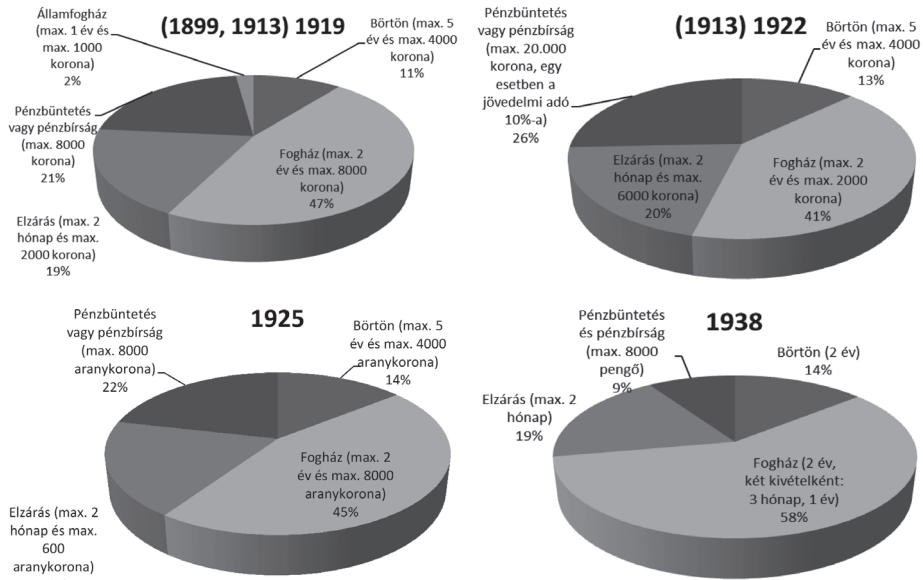 (1899, 1913) 1919
Államfogház
(max. 1 év és
max. 1000
korona)
2%
Börtön (max. 5
év és max. 4000
korona)
11%
Pénzbüntetés
vagy pénzbírság
(max. 8000
korona)
21%
Fogház (max. 2
év és max. 8000
korona)
47%
Elzárás (max. 2
hónap és max.
2000 korona)
19%
(1913) 1922
Pénzbüntetés
vagy pénzbírság
(max. 20.000
korona, egy
esetben a
jövedelmi adó
10%-a)
26%
Börtön (max. 5
év és max. 4000
korona)
13%
Elzárás (max. 2
hónap és max.
6000 korona)
20%
Fogház (max. 2
év és max. 2000
korona)
41%
1925
Pénzbüntetés
vagy pénzbírság
(max. 8000
aranykorona)
22%
Börtön (max. 5
év és max. 4000
aranykorona)
14%
Fogház (max. 2
év és max. 8000
aranykorona)
45%
Elzárás (max. 2
hónap és max.
600
aranykorona)
1938
Pénzbüntetés
és pénzbírság
(max. 8000
pengő)
9%
Börtön (2 év)
14%
Elzárás (max. 2
hónap)
19%
Fogház (2 év,
két kivételként:
3 hónap, 1 év)
58%